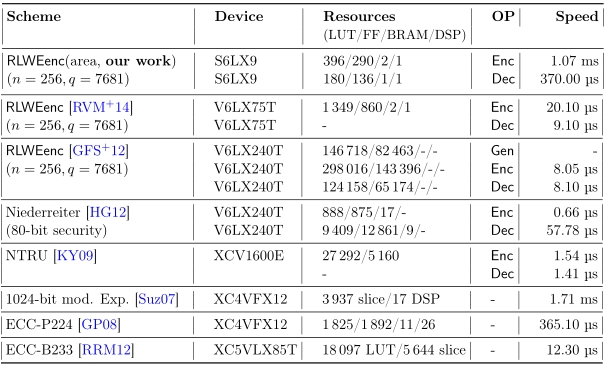 Scheme Device Resources OP Speed
(LUT/FF/BRAM/DSP)
RLWEenc(area, our work) S6LX9 396/290/2/1 Enc 1.07 ms
(n = 256, q = 7681) S6LX9 180/136/1/1 Dec 370.00 µs
RLWEenc [RVM+14] V6LX75T 1 349/860/2/1 Enc 20.10 µs
(n = 256, q = 7681) V6LX75T - Dec 9.10 µs
RLWEenc [GFS+12] V6LX240T 146 718/82 463/-/- Gen -
(n = 256, q = 7681) V6LX240T 298 016/143 396/-/- Enc 8.05 µs
V6LX240T 124 158/65 174/-/- Dec 8.10 µs
Niederreiter [HG12] V6LX240T 888/875/17/- Enc 0.66 µs
(80-bit security) V6LX240T 9 409/12 861/9/- Dec 57.78 µs
NTRU [KY09] XCV1600E 27 292/5 160 Enc 1.54 µs
- Dec 1.41 µs
1024-bit mod. Exp. [Suz07] XC4VFX12 3 937 slice/17 DSP - 1.71 ms
ECC-P224 [GP08] XC4VFX12 1 825/1 892/11/26 - 365.10 µs
ECC-B233 [RRM12] XC5VLX85T 18 097 LUT/5 644 slice - 12.30 µs